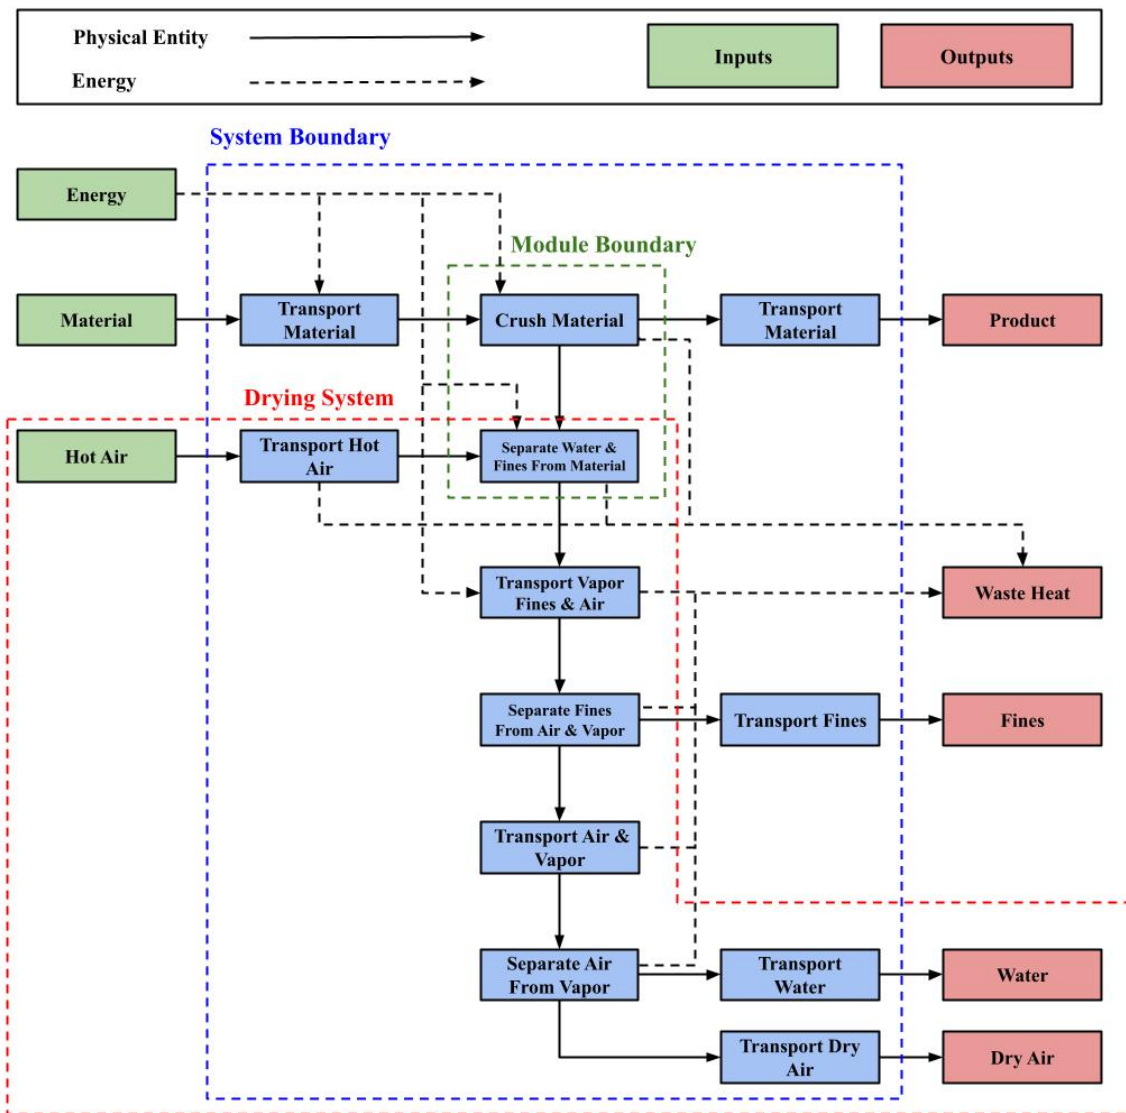 Physical Entity
Energy
Inputs
Outputs
System Boundary
Energy
Module Boundary
Material
Transport
Material
Crush Material
Transport
Material
Product
Drying System
Hot Air
Transport Hot
Air
Separate Water &
Fines From Material
Transport Vapor
Fines & Air
Waste Heat
Separate Fines
From Air & Vapor
Transport Fines
Fines
Transport Air &
Vapor
Separate Air
From Vapor
Transport
Water
Water
Transport Dry
Air
Dry Air